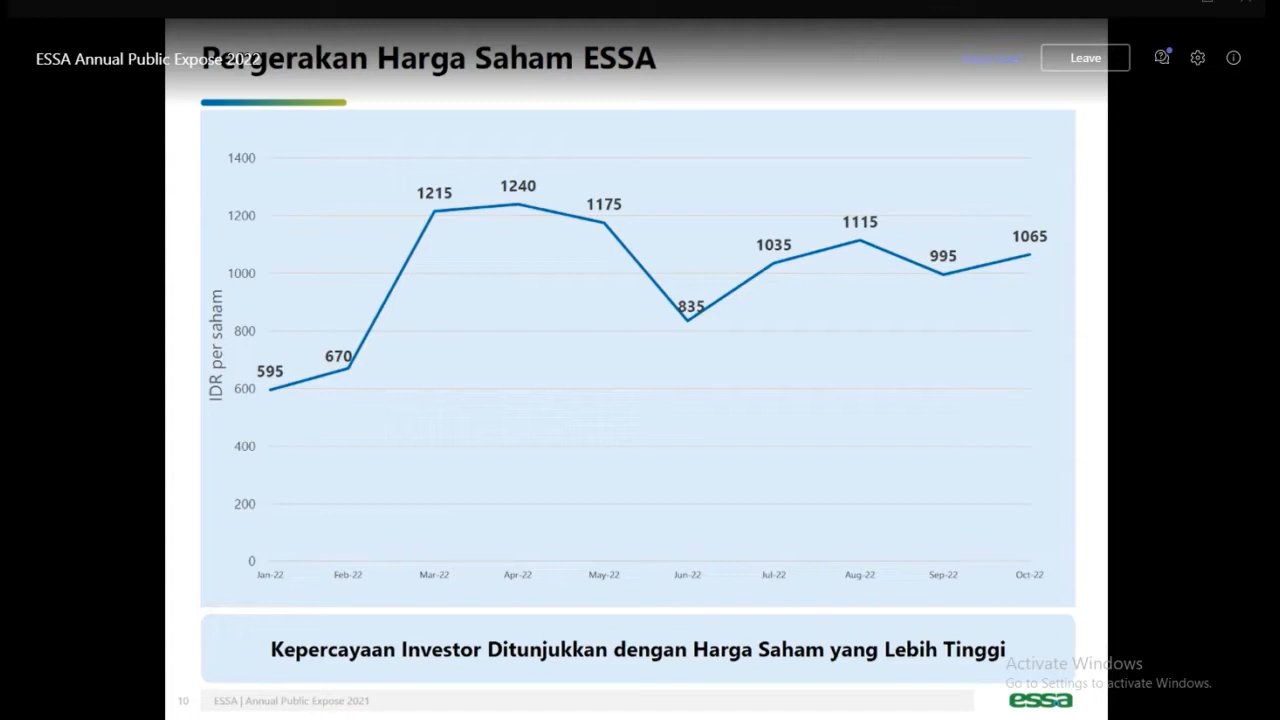 ESSA Annual Public Expose 2022
Pergerakan Harga Saham ESSA
Leave
IDR per saham
1400
1200
1000
800
600
400
200
0
595
670
1215
1240
1175
835
1035
1115
995
1065
Jan-22
Feb-22
Mar-22
Apr-22
May-22
Jun-22
Jul-22
Aug-22
Sep-22
Oct-22
Kepercayaan Investor Ditunjukkan dengan Harga Saham yang Lebih Tinggi
Activate Windows
Go to Settings to activate Windows.
10
ESSA | Annual Public Expose 2021
essa